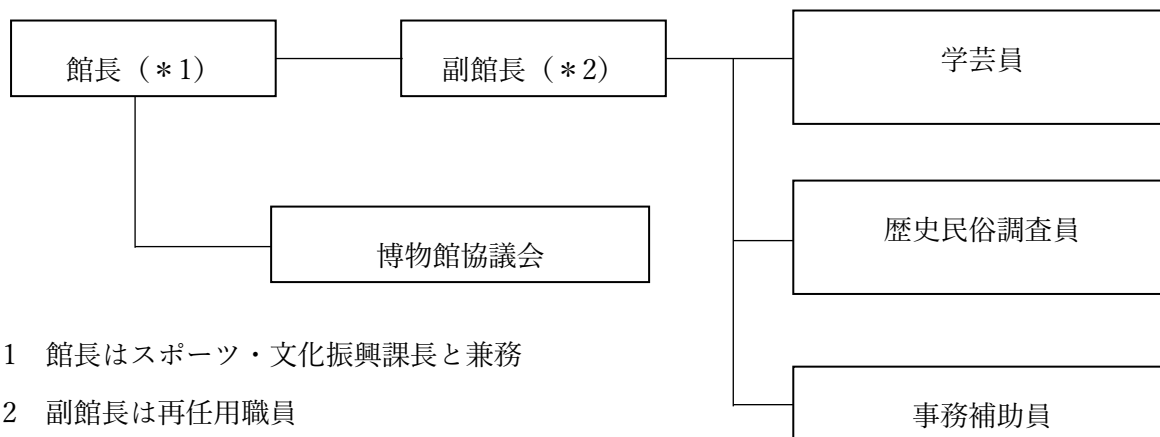 館長（＊1）
副館長（＊2）
学芸員
歴史民俗調査員
博物館協議会
1　館長はスポーツ・文化振興課長と兼務
2　副館長は再任用職員
事務補助員